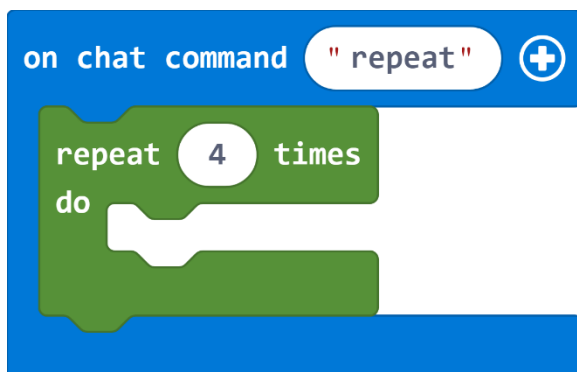 on chat command "repeat"
repeat 4 times
do